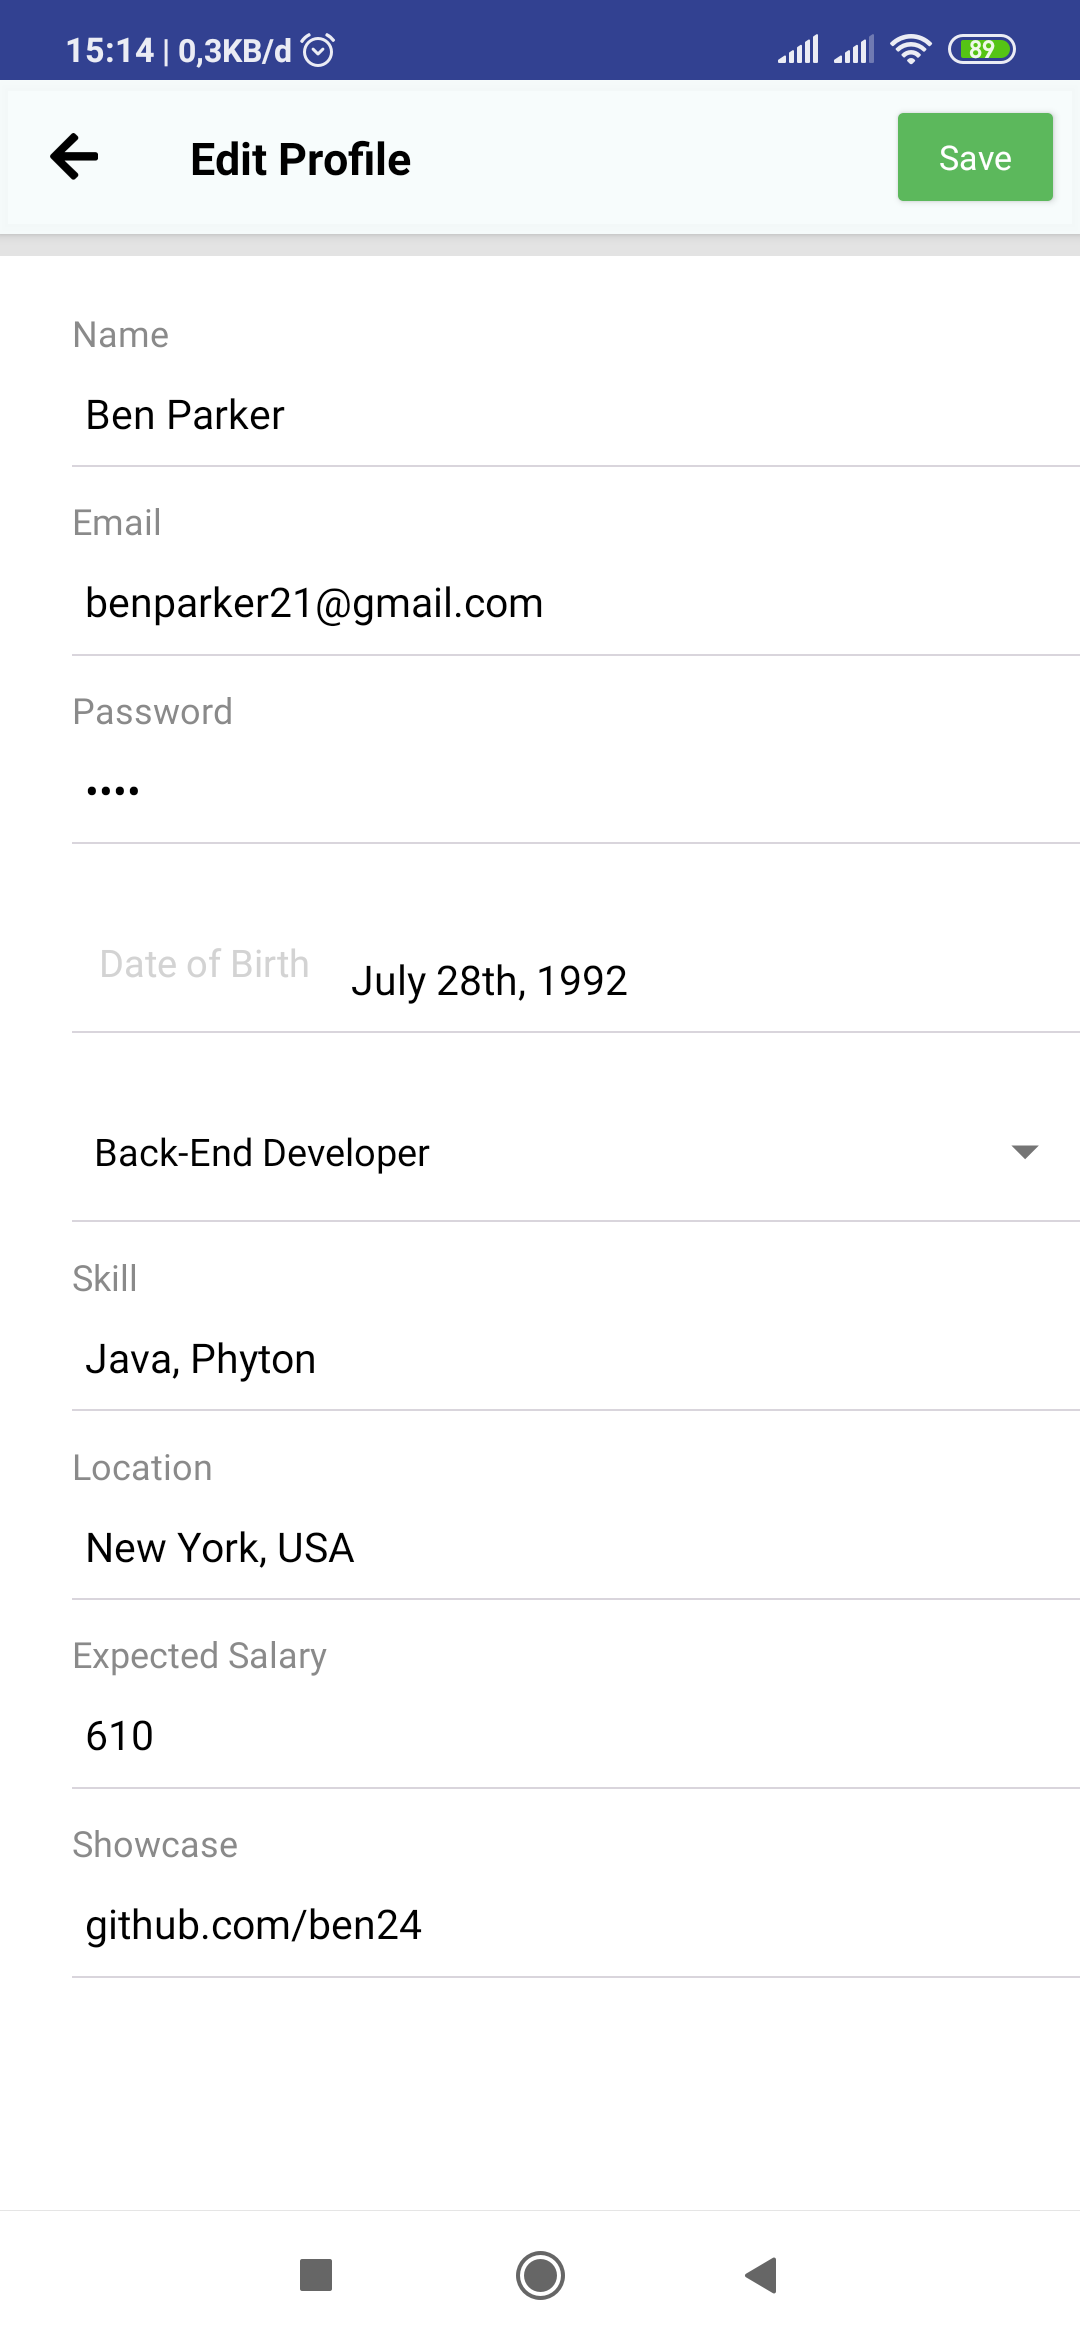 15:14 | 0,3KB/d 89
Edit Profile Save
Name
Ben Parker
Email
benparker21@gmail.com
Password
••••
Date of Birth July 28th, 1992
Back-End Developer
Skill
Java, Phyton
Location
New York, USA
Expected Salary
610
Showcase
github.com/ben24